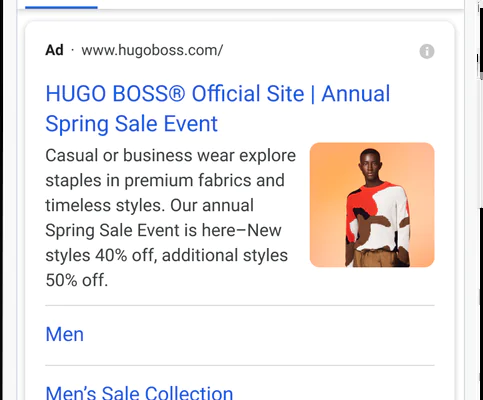 Ad · www.hugoboss.com/
HUGO BOSS® Official Site | Annual
Spring Sale Event
Casual or business wear explore
staples in premium fabrics and
timeless styles. Our annual
Spring Sale Event is here–New
styles 40% off, additional styles
50% off.
Men
Men’s Sale Collection